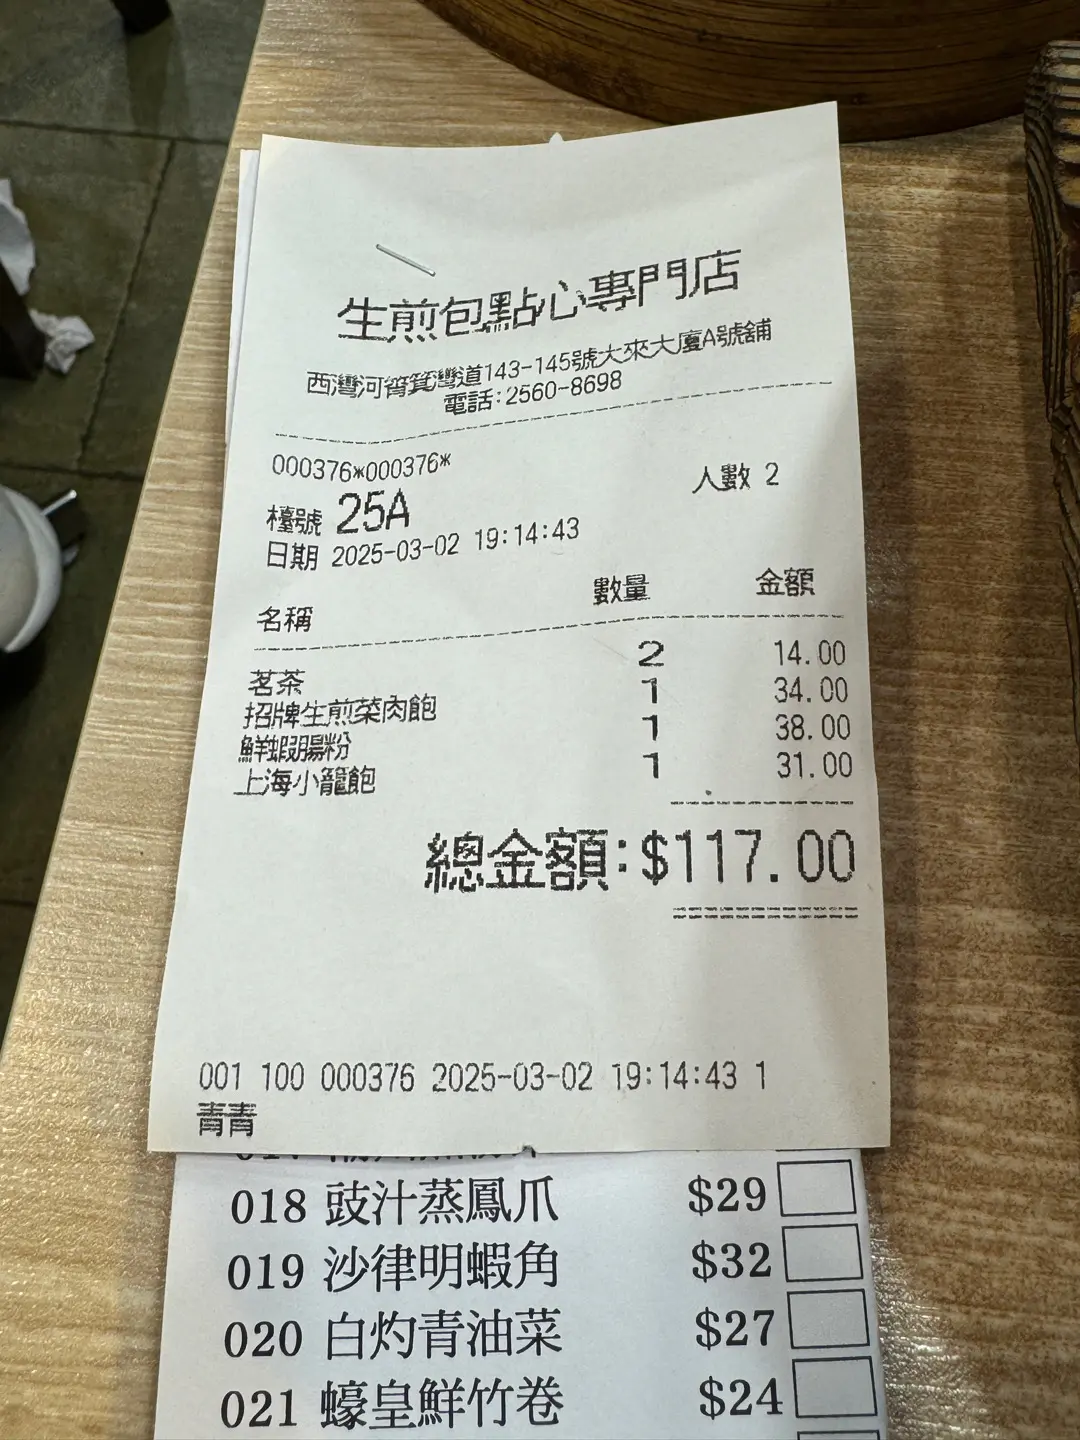 生煎包點心專門店
西灣河筲箕灣道143-145號大來大廈A號舖
電話:2560-8698
000376*000376*
人數 2
檯號 25A
日期 2025-03-02 19:14:43
名稱 數量 金額
茗茶 2 14.00
招牌生煎菜肉飽 1 34.00
鮮蝦腸粉 1 38.00
上海小籠飽 1 31.00
總金額:$117.00
001 100 000376 2025-03-02 19:14:43 1
青青
018 豉汁蒸鳳爪 $29
019 沙律明蝦角 $32
020 白灼青油菜 $27
021 蠔皇鮮竹卷 $24